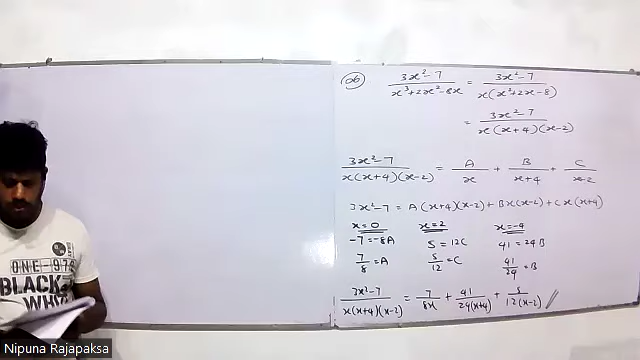 06 (3x²-7)/(x³+2x²-8x) = (3x²-7)/(x(x²+2x-8))
= (3x²-7)/(x(x+4)(x-2))
(3x²-7)/(x(x+4)(x-2)) = A/x + B/(x+4) + C/(x-2)
3x²-7 = A(x+4)(x-2) + Bx(x-2) + Cx(x+4)
x=0 x=2 x=-4
-7=-8A 5=12C 41=24B
7/8=A 5/12=C 41/24=B
(3x²-7)/(x(x+4)(x-2)) = 7/8x + 41/24(x+4) + 5/12(x-2)
ONE-97
BLACK
WH
Nipuna Rajapaksa